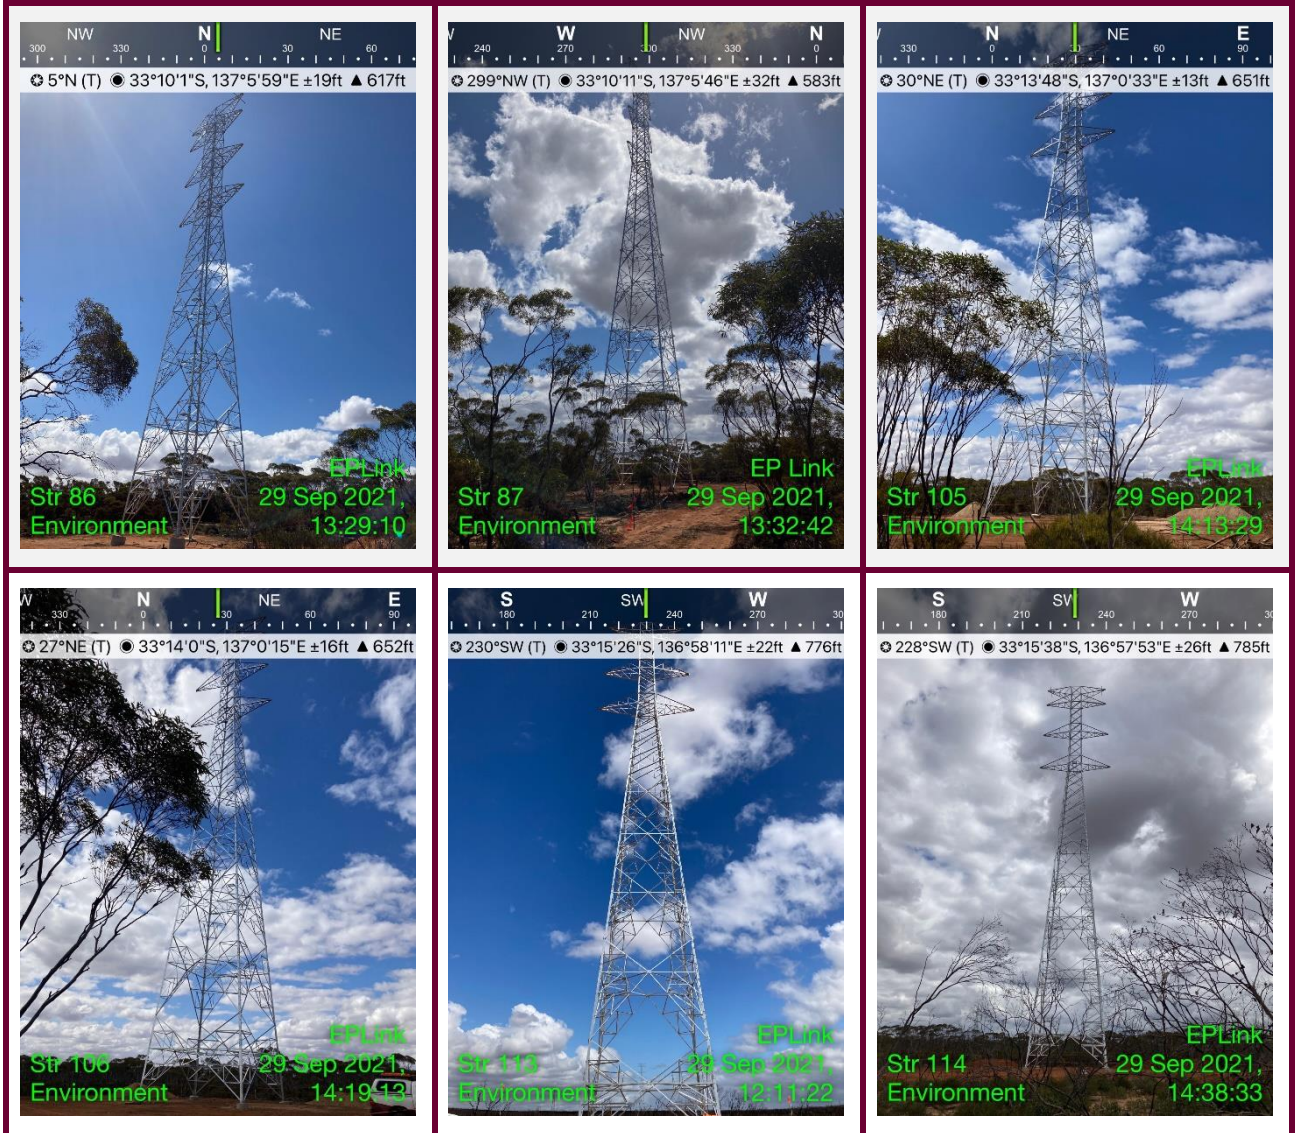 NW N NE
300 330 0 30 60
5°N (T) 33°10'1"S, 137°5'59"E ±19ft ▲ 617ft
EPLink
Str 86 29 Sep 2021,
Environment 13:29:10
W NW N
240 270 300 330 0
299°NW (T) 33°10'11"S, 137°5'46"E ±32ft ▲ 583ft
EP Link
Str 87 29 Sep 2021,
Environment 13:32:42
N NE E
330 0 30 60 90
30°NE (T) 33°13'48"S, 137°0'33"E ±13ft ▲ 651ft
EPLink
Str 105 29 Sep 2021,
Environment 14:13:29
W N NE E
330 0 30 60 90
27°NE (T) 33°14'0"S, 137°0'15"E ±16ft ▲ 652ft
EPLink
Str 106 29 Sep 2021,
Environment 14:19:13
S SW W
180 210 240 270 30
230°SW (T) 33°15'26"S, 136°58'11"E ±22ft ▲ 776ft
EPLink
Str 113 29 Sep 2021,
Environment 12:11:22
S SW W
180 210 240 270 30
228°SW (T) 33°15'38"S, 136°57'53"E ±26ft ▲ 785ft
EPLink
Str 114 29 Sep 2021,
Environment 14:38:33